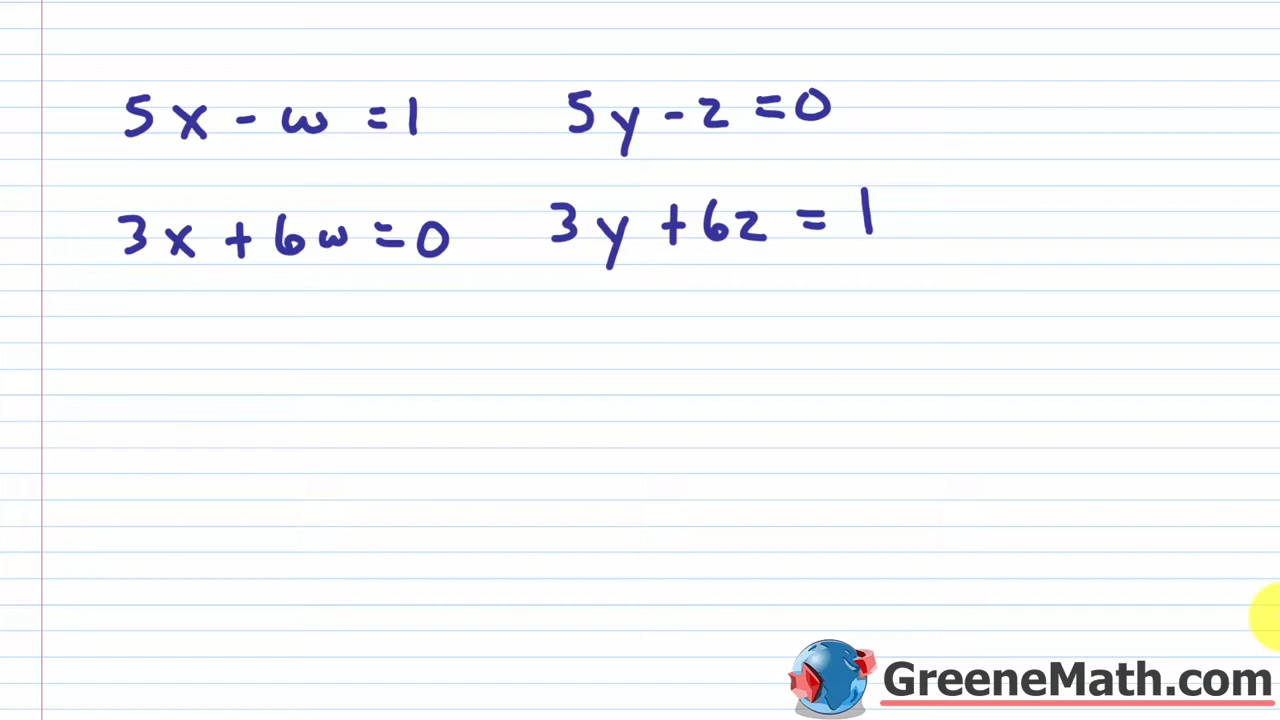 5x - w = 1 5y - z = 0
3x + 6w = 0 3y + 6z = 1
GreeneMath.com